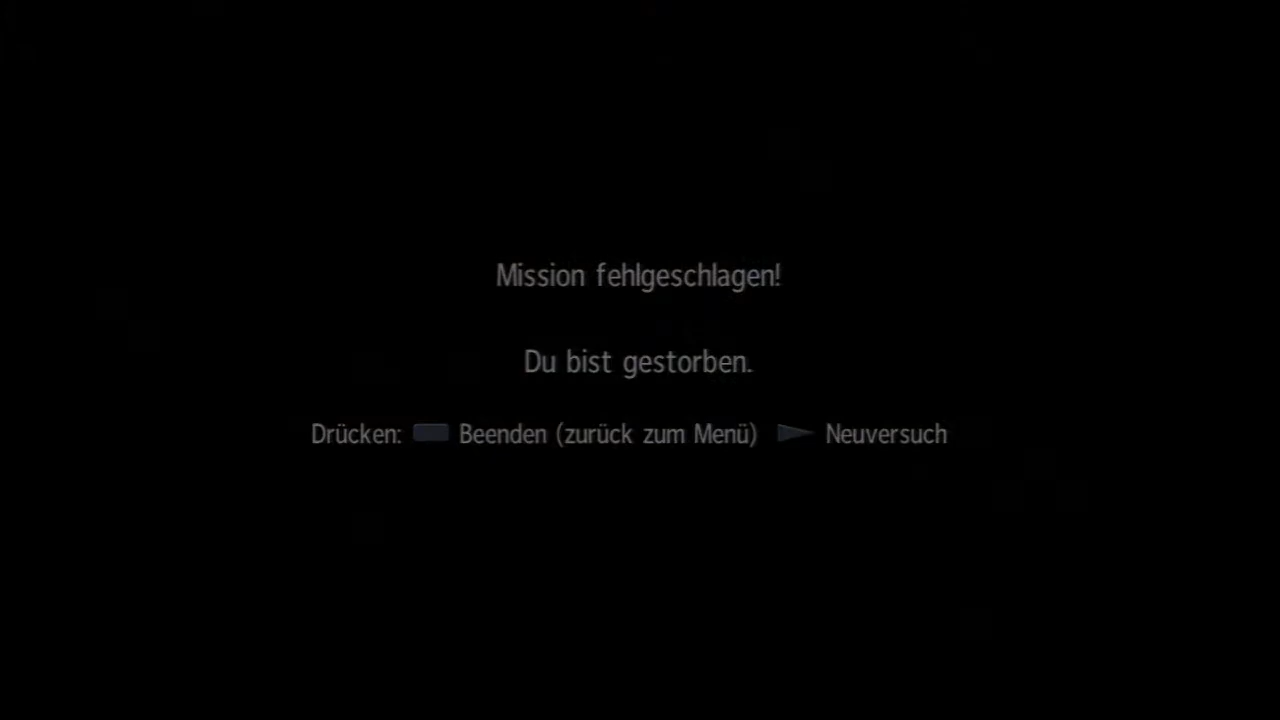 Mission fehlgeschlagen!
Du bist gestorben.
Drücken: Beenden (zurück zum Menü) Neuversuch